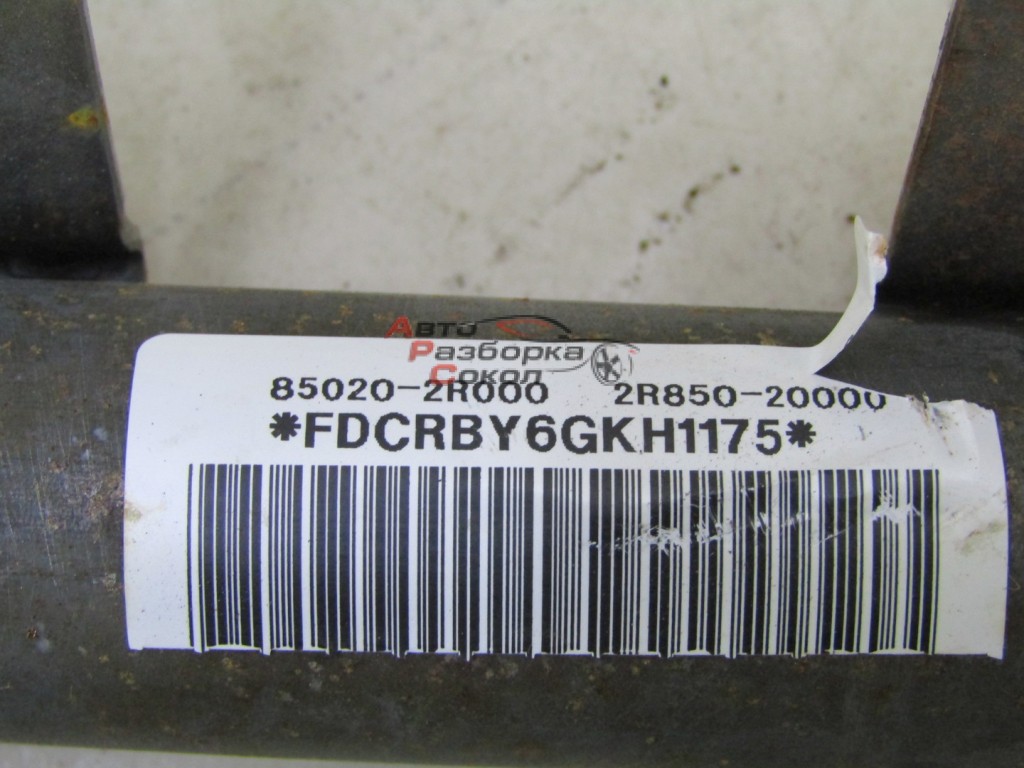 Авто
Разборка
Сокол
85020-2R000 2R850-20000
*FDCRBY6GKH1175*